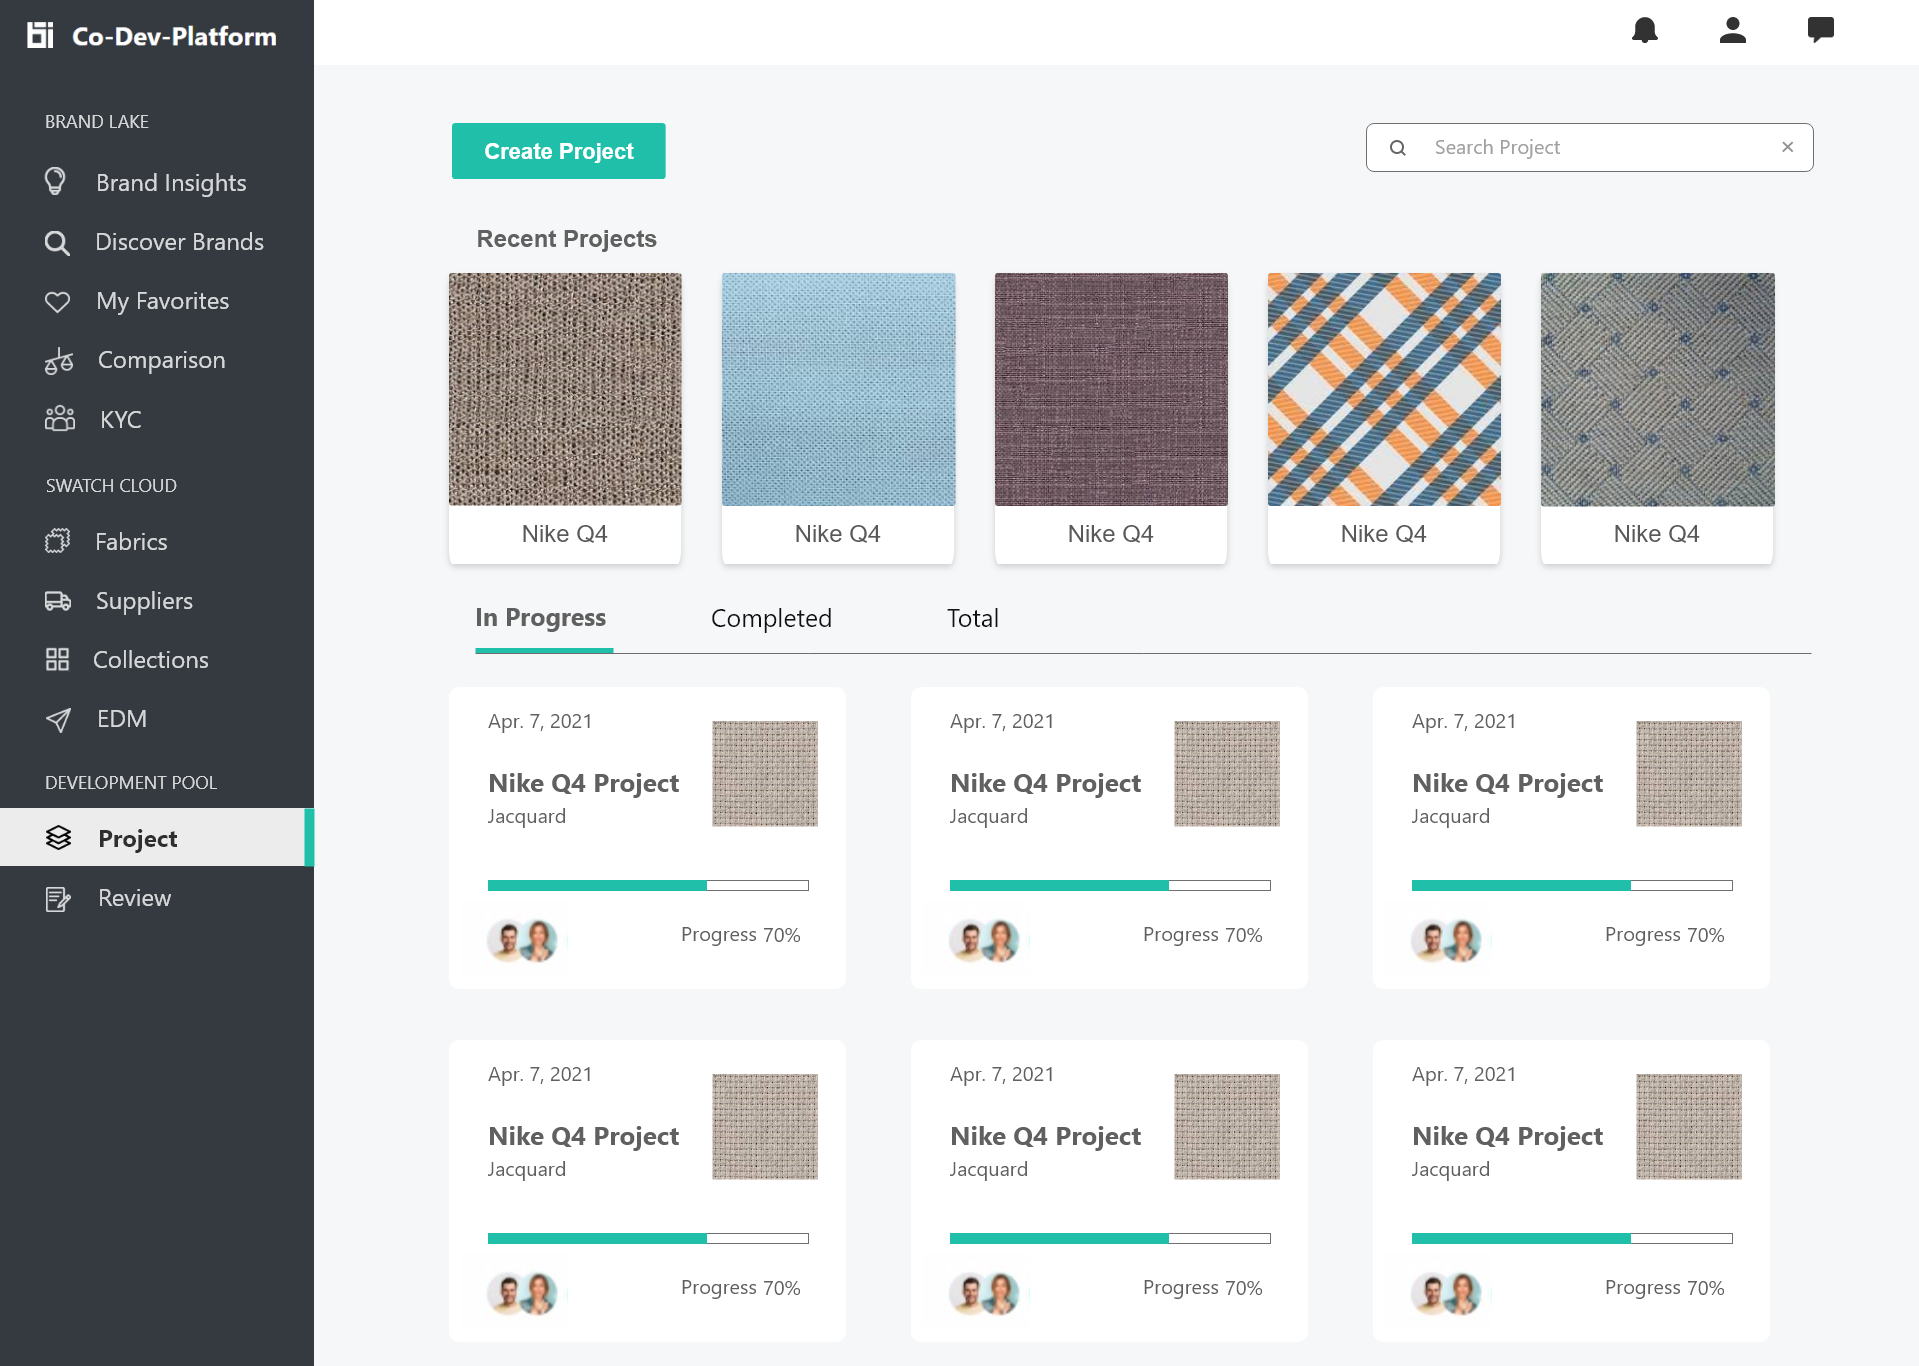 Co-Dev-Platform
BRAND LAKE
Brand Insights
Discover Brands
My Favorites
Comparison
KYC
SWATCH CLOUD
Fabrics
Suppliers
Collections
EDM
DEVELOPMENT POOL
Project
Review
Create Project
Search Project
Recent Projects
Nike Q4
Nike Q4
Nike Q4
Nike Q4
Nike Q4
In Progress
Completed
Total
Apr. 7, 2021
Nike Q4 Project
Jacquard
Progress 70%
Apr. 7, 2021
Nike Q4 Project
Jacquard
Progress 70%
Apr. 7, 2021
Nike Q4 Project
Jacquard
Progress 70%
Apr. 7, 2021
Nike Q4 Project
Jacquard
Progress 70%
Apr. 7, 2021
Nike Q4 Project
Jacquard
Progress 70%
Apr. 7, 2021
Nike Q4 Project
Jacquard
Progress 70%